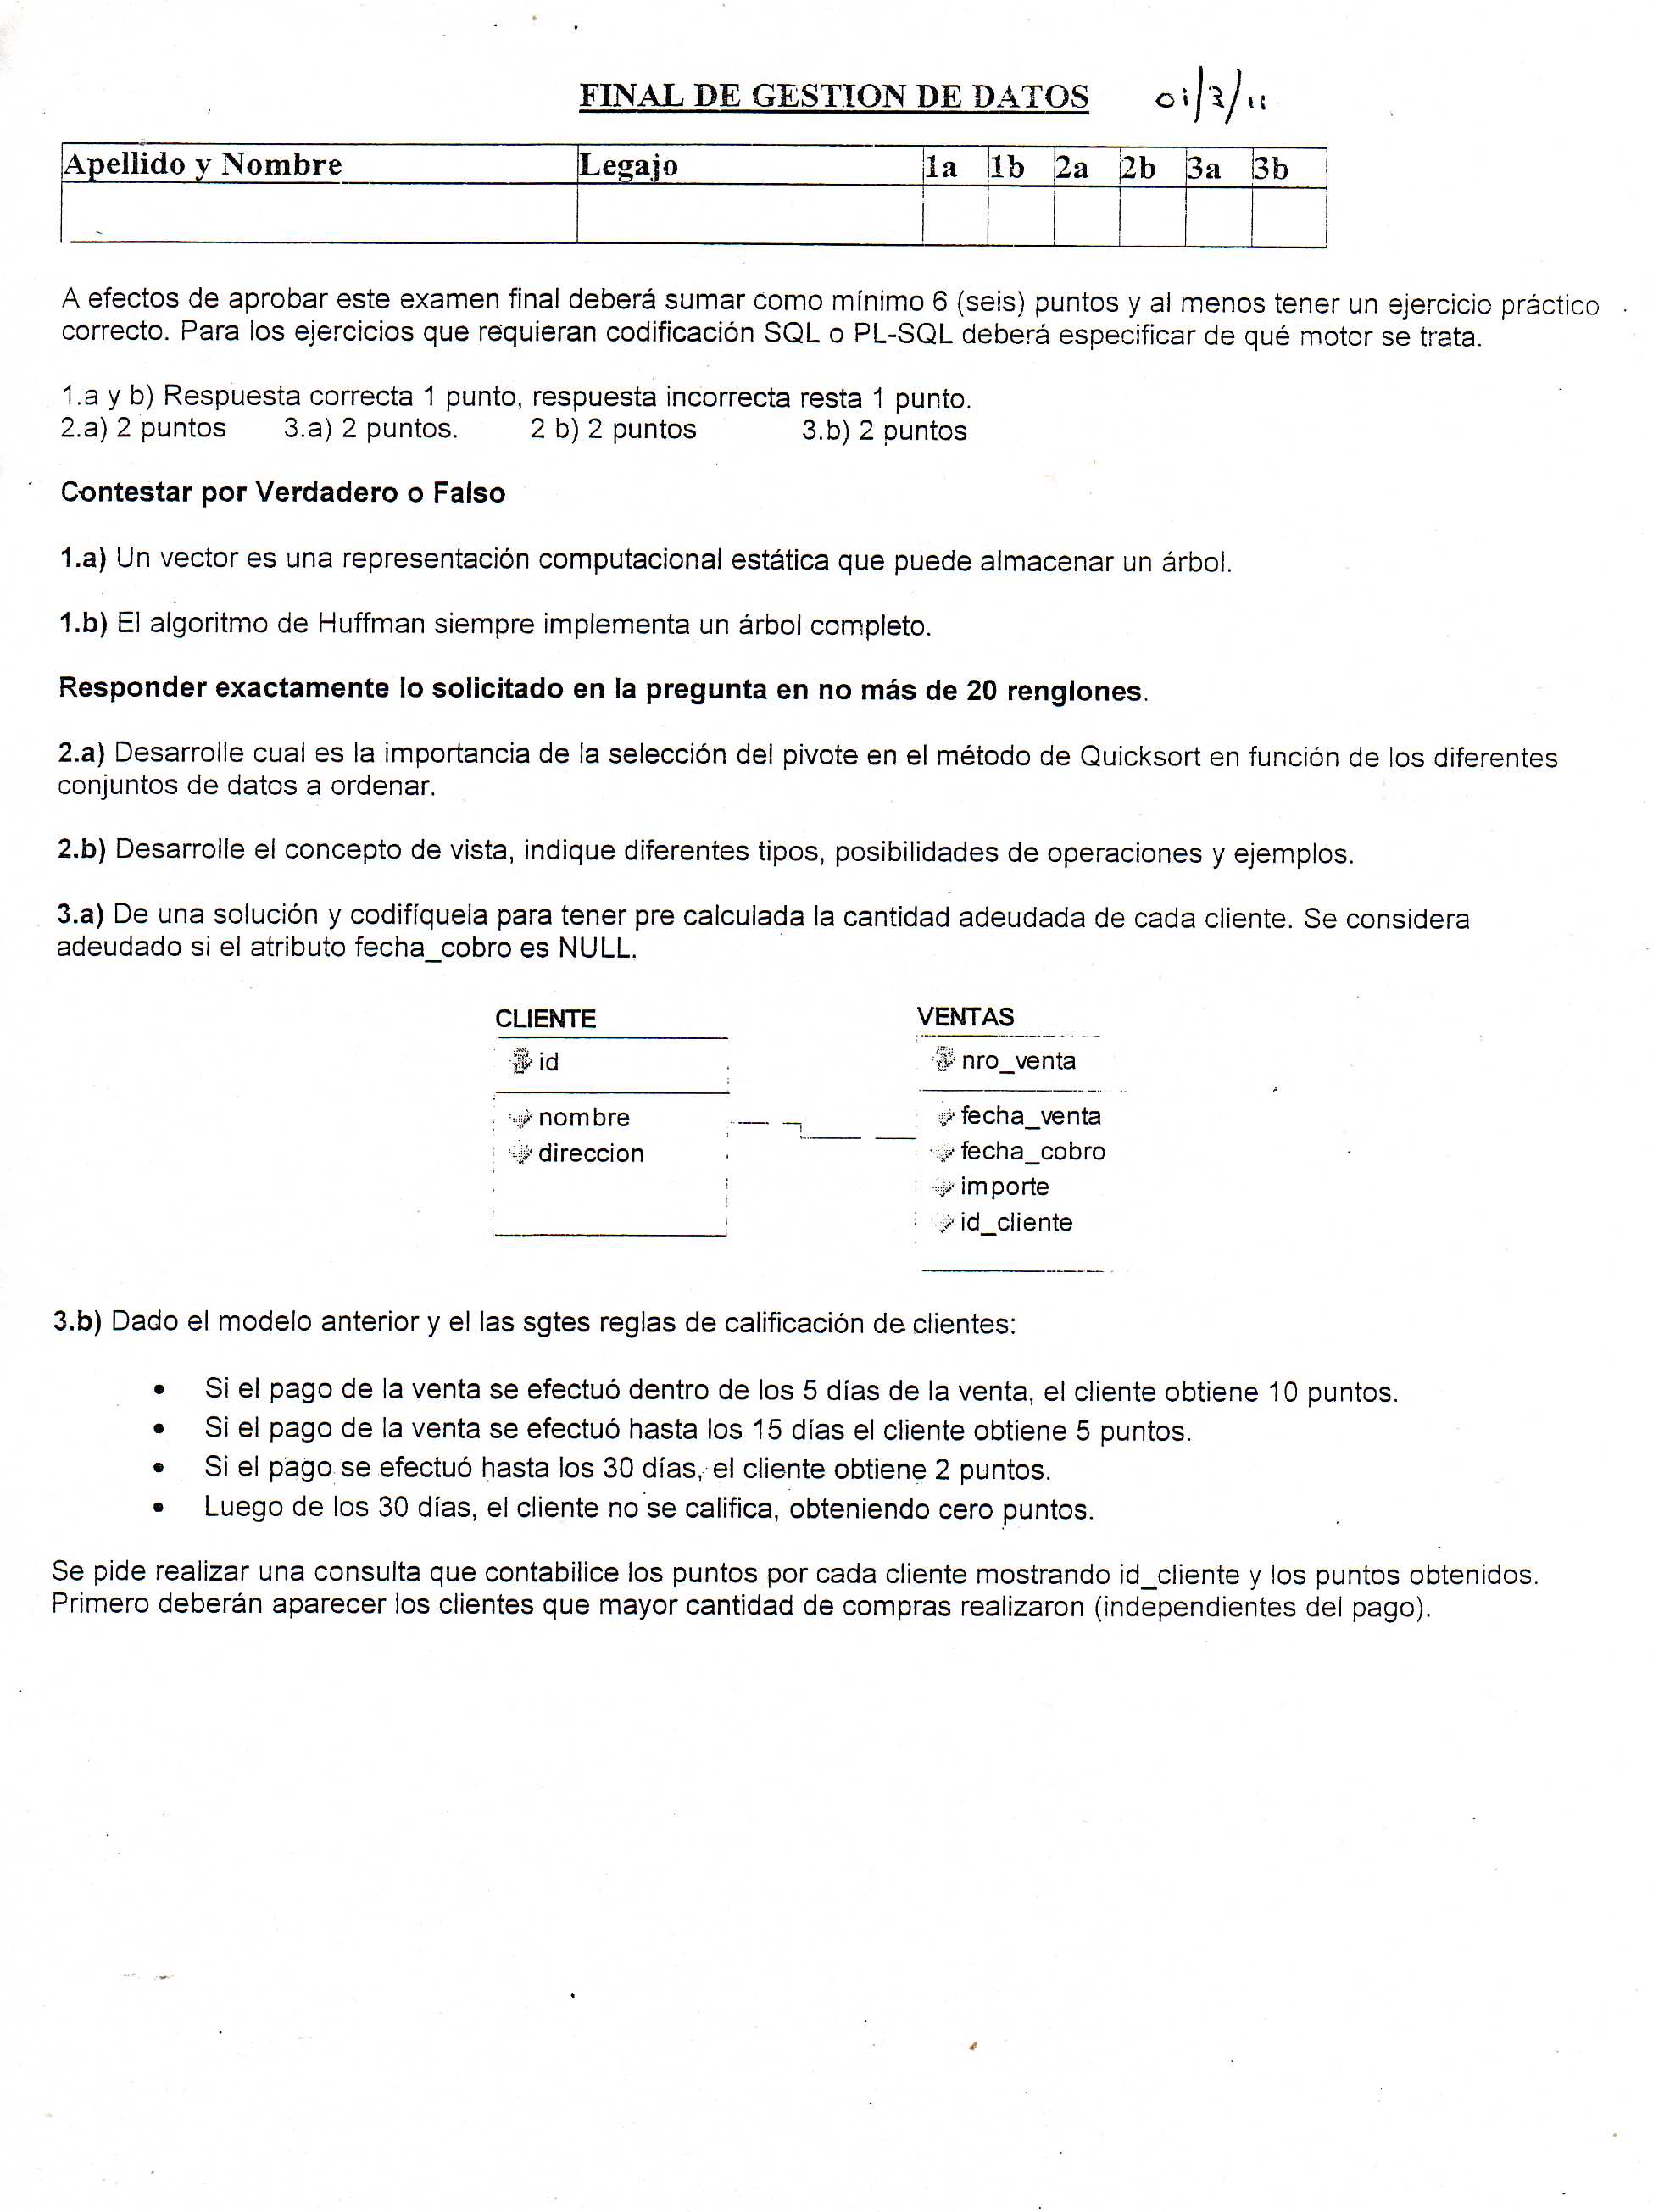 FINAL DE GESTION DE DATOS 01/3/11
Apellido y Nombre Legajo 1a 1b 2a 2b 3a 3b
A efectos de aprobar este examen final deberá sumar como mínimo 6 (seis) puntos y al menos tener un ejercicio práctico
correcto. Para los ejercicios que requieran codificación SQL o PL-SQL deberá especificar de qué motor se trata.
1.a y b) Respuesta correcta 1 punto, respuesta incorrecta resta 1 punto.
2.a) 2 puntos 3.a) 2 puntos. 2 b) 2 puntos 3.b) 2 puntos
Contestar por Verdadero o Falso
1.a) Un vector es una representación computacional estática que puede almacenar un árbol.
1.b) El algoritmo de Huffman siempre implementa un árbol completo.
Responder exactamente lo solicitado en la pregunta en no más de 20 renglones.
2.a) Desarrolle cual es la importancia de la selección del pivote en el método de Quicksort en función de los diferentes
conjuntos de datos a ordenar.
2.b) Desarrolle el concepto de vista, indique diferentes tipos, posibilidades de operaciones y ejemplos.
3.a) De una solución y codifíquela para tener pre calculada la cantidad adeudada de cada cliente. Se considera
adeudado si el atributo fecha_cobro es NULL.
CLIENTE
id
nombre
direccion
VENTAS
nro_venta
fecha_venta
fecha_cobro
importe
id_cliente
3.b) Dado el modelo anterior y el las sgtes reglas de calificación de clientes:
• Si el pago de la venta se efectuó dentro de los 5 días de la venta, el cliente obtiene 10 puntos.
• Si el pago de la venta se efectuó hasta los 15 días el cliente obtiene 5 puntos.
• Si el pago se efectuó hasta los 30 días, el cliente obtiene 2 puntos.
• Luego de los 30 días, el cliente no se califica, obteniendo cero puntos.
Se pide realizar una consulta que contabilice los puntos por cada cliente mostrando id_cliente y los puntos obtenidos.
Primero deberán aparecer los clientes que mayor cantidad de compras realizaron (independientes del pago).